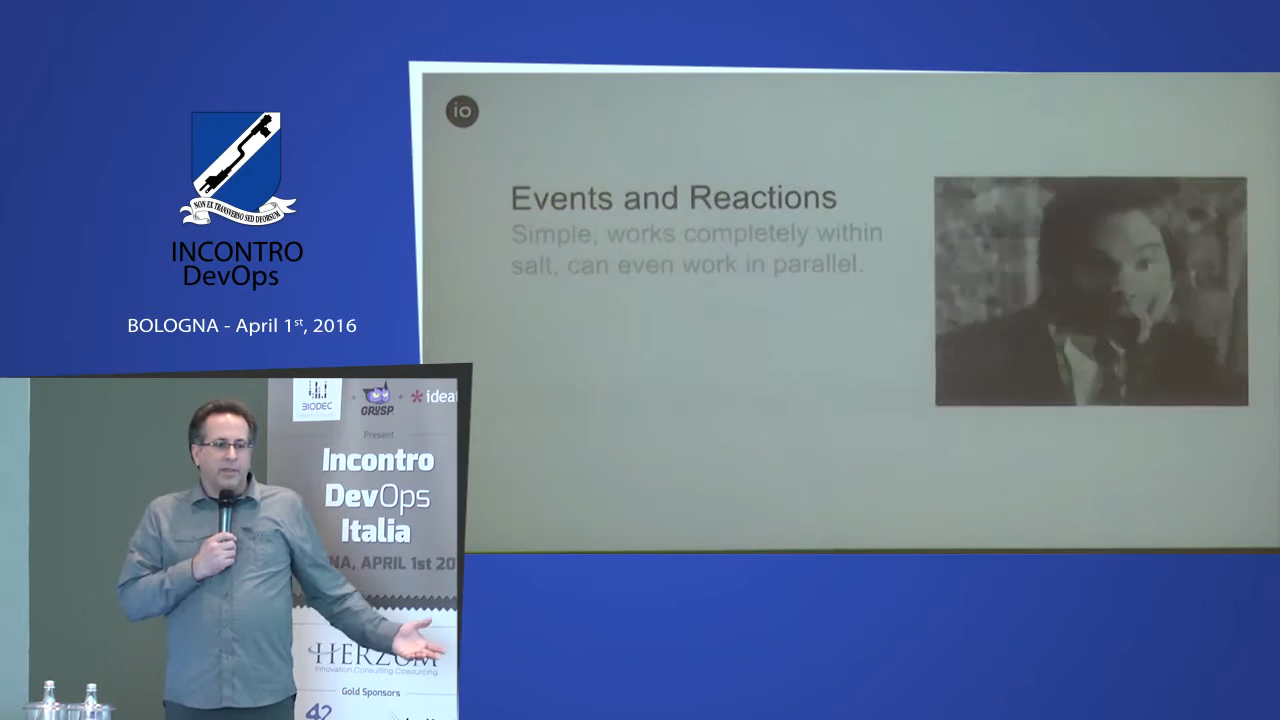 NON EX TRANSVERSO SED DEORSUM
INCONTRO
DevOps
BOLOGNA - April 1st, 2016
io
Events and Reactions
Simple, works completely within
salt, can even work in parallel.
BIODEC
+ GRUSP + * idea
Present
Incontro
DevOps
Italia
NA, APRIL 1st 20
HERZUM
Innovation.Consulting.Cosourcing
Gold Sponsors
42